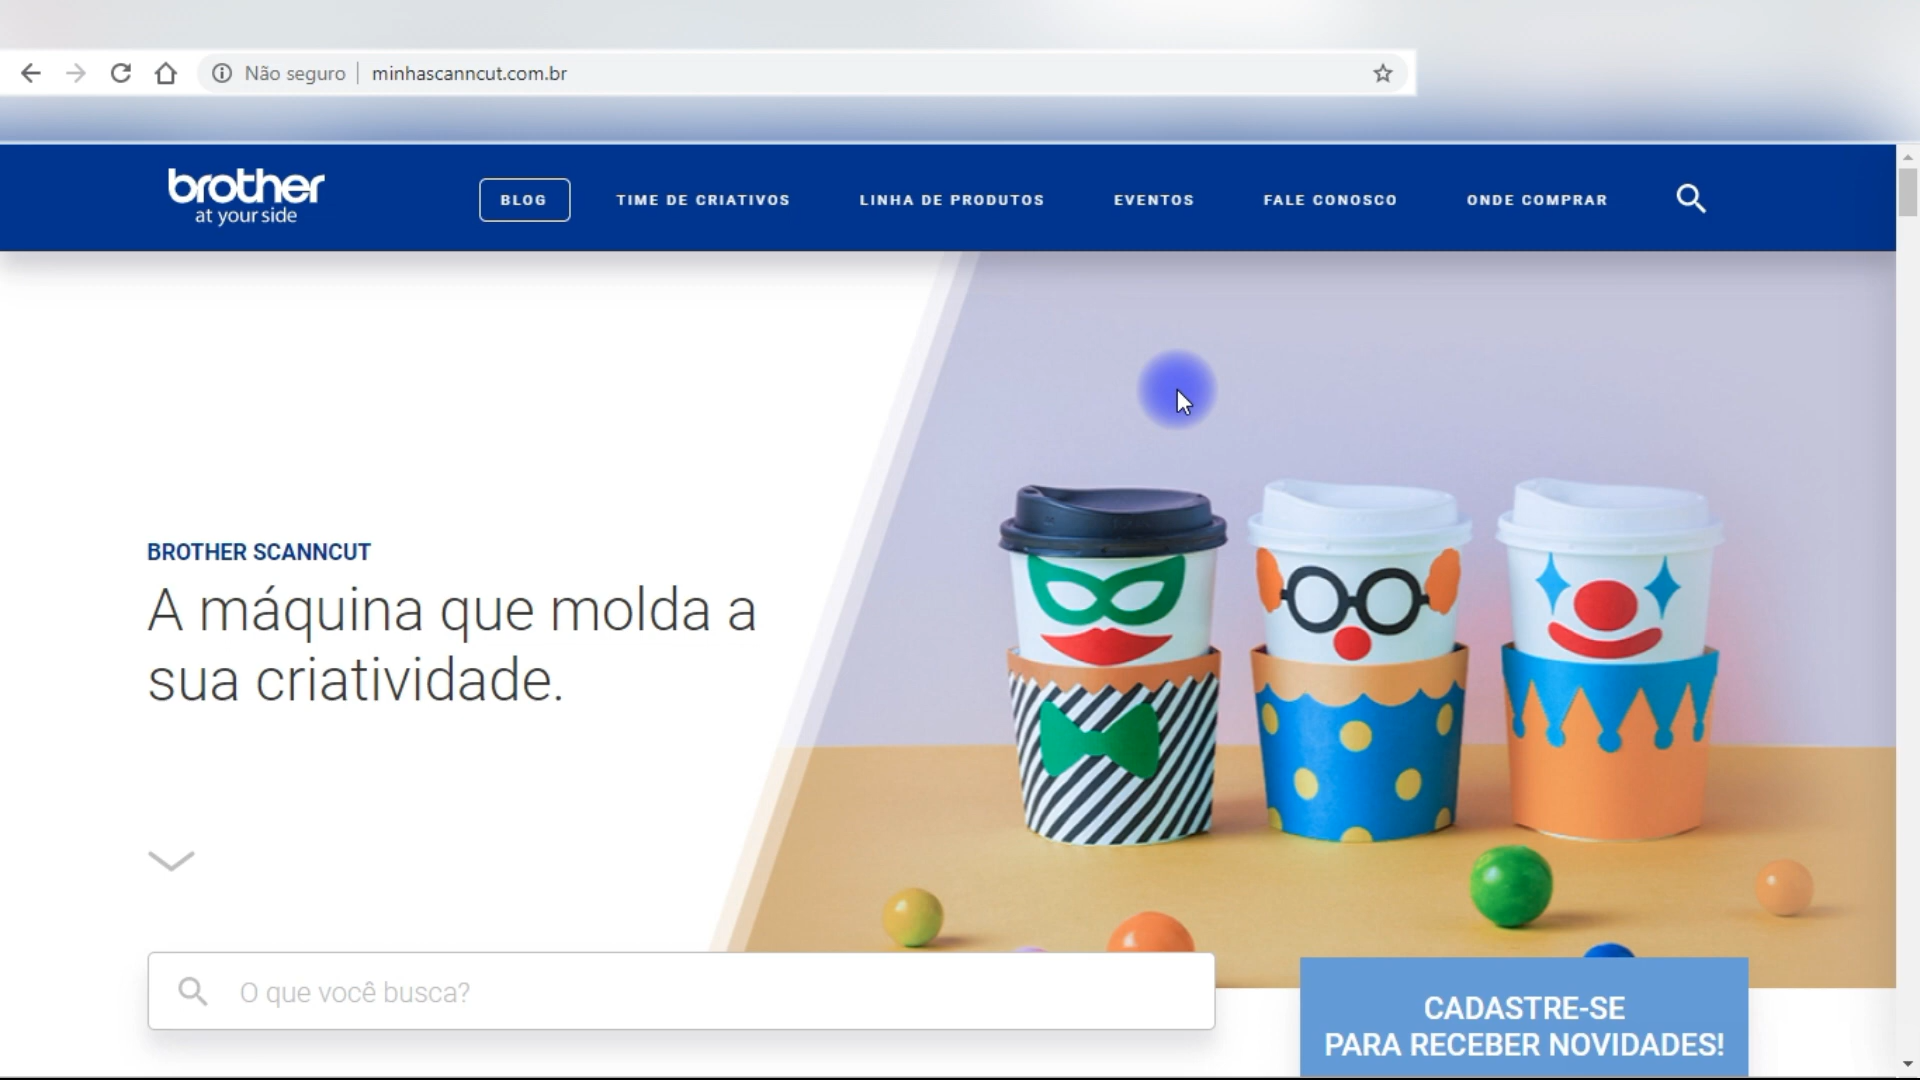 Não seguro | minhascanncut.com.br
brother
at your side
BLOG
TIME DE CRIATIVOS
LINHA DE PRODUTOS
EVENTOS
FALE CONOSCO
ONDE COMPRAR
BROTHER SCANNCUT
A máquina que molda a
sua criatividade.
O que você busca?
CADASTRE-SE
PARA RECEBER NOVIDADES!